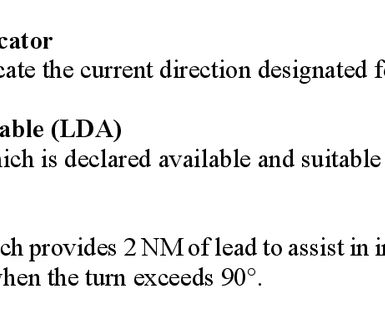 cator
cate the current direction designated f
able (LDA)
hich is declared available and suitable
ch provides 2 NM of lead to assist in i
when the turn exceeds 90°.